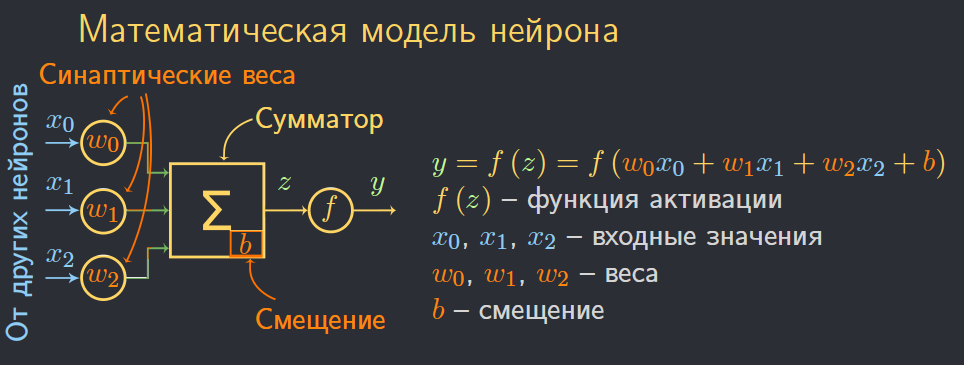 Математическая модель нейрона
Синаптические веса
От других нейронов
x₀
w₀
x₁
w₁
x₂
w₂
Сумматор
Σ
b
z
f
y
Смещение
y = f (z) = f (w₀x₀ + w₁x₁ + w₂x₂ + b)
f (z) – функция активации
x₀, x₁, x₂ – входные значения
w₀, w₁, w₂ – веса
b – смещение